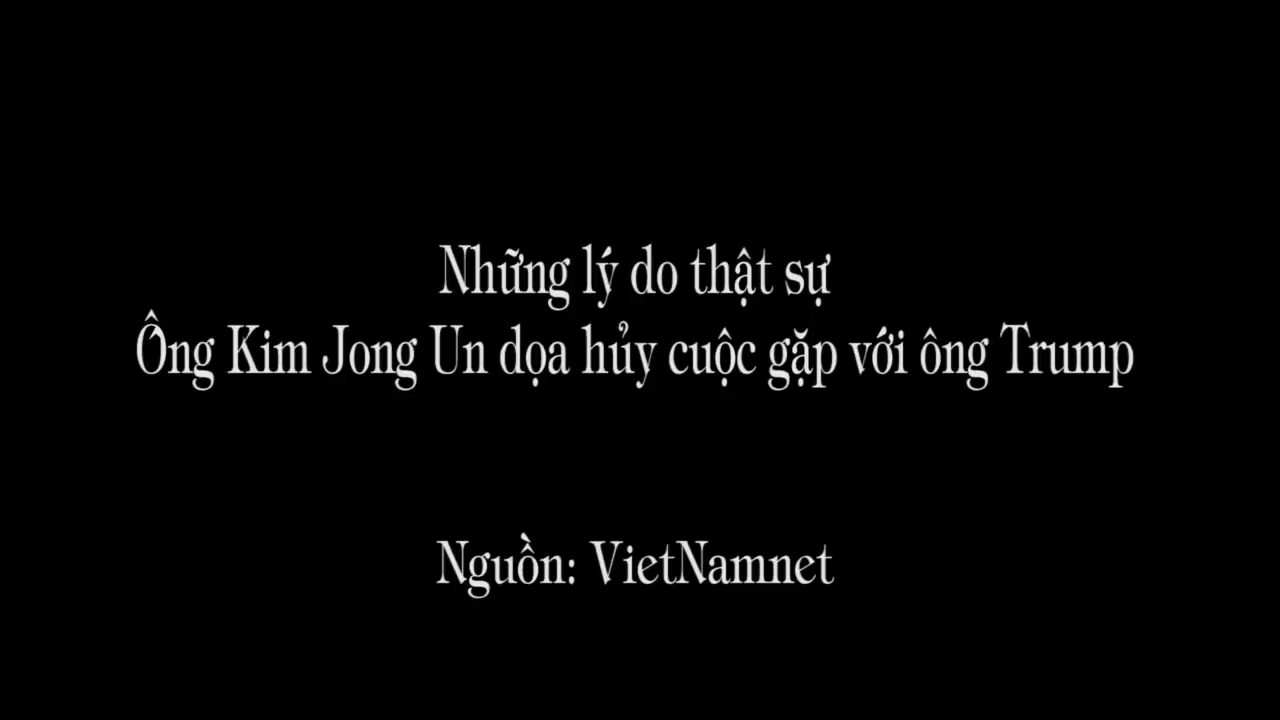 Những lý do thật sự
Ông Kim Jong Un dọa hủy cuộc gặp với ông Trump
Nguồn: VietNamnet